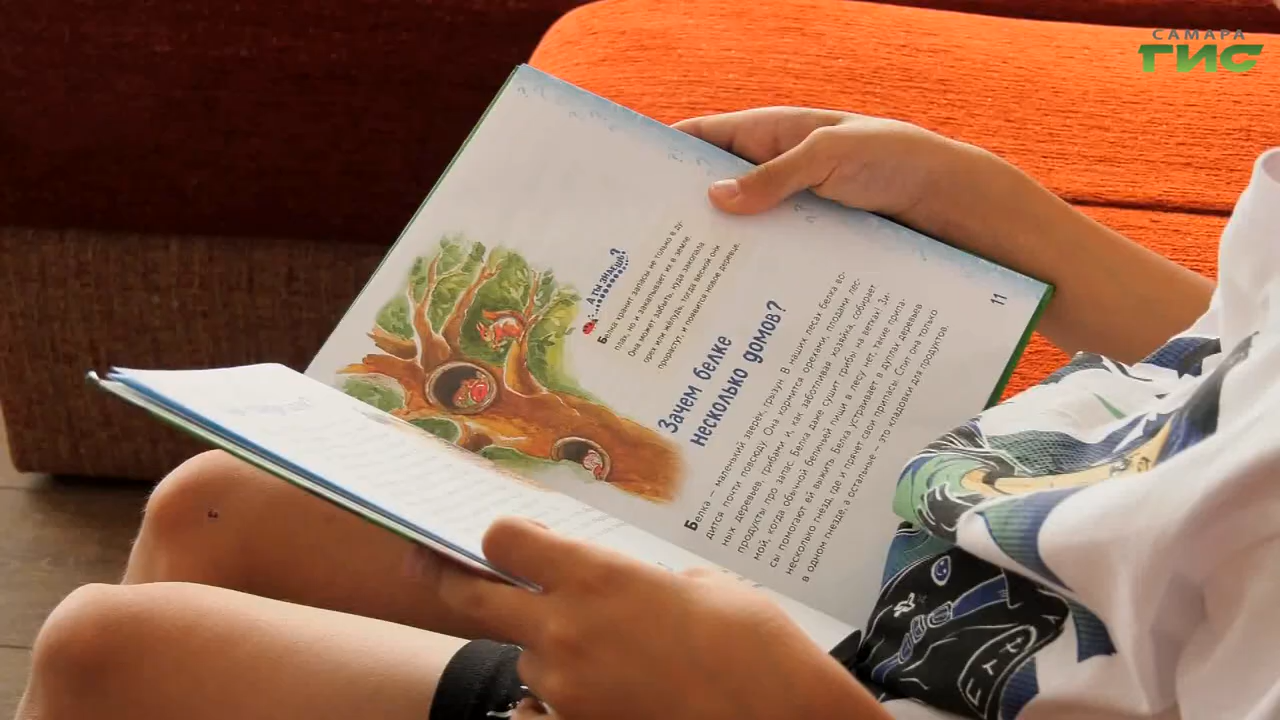 САМАРА
ГИС
А ТЫ ЗНАЕШЬ?
Белка хранит запасы не только в ду-
плах, но и закапывает их в земле.
Она может забыть, куда закопала
орех или жёлудь, тогда весной они
прорастут, и появится новое деревце.
Зачем белке
несколько домов?
Белка – маленький зверек, грызун. В наших лесах белка во-
дится почти повсюду. Она кормится орехами, плодами лес-
ных деревьев, грибами и, как заботливая хозяйка, собирает
продукты про запас. Белка даже сушит грибы на ветках! Зи-
мой, когда обычной беличьей пищи в лесу нет, такие припа-
сы помогают ей выжить. Белка устраивает в дуплах деревьев
несколько гнёзд, где и прячет свои припасы. Спит она только
в одном гнезде, а остальные – это кладовки для продуктов.
11